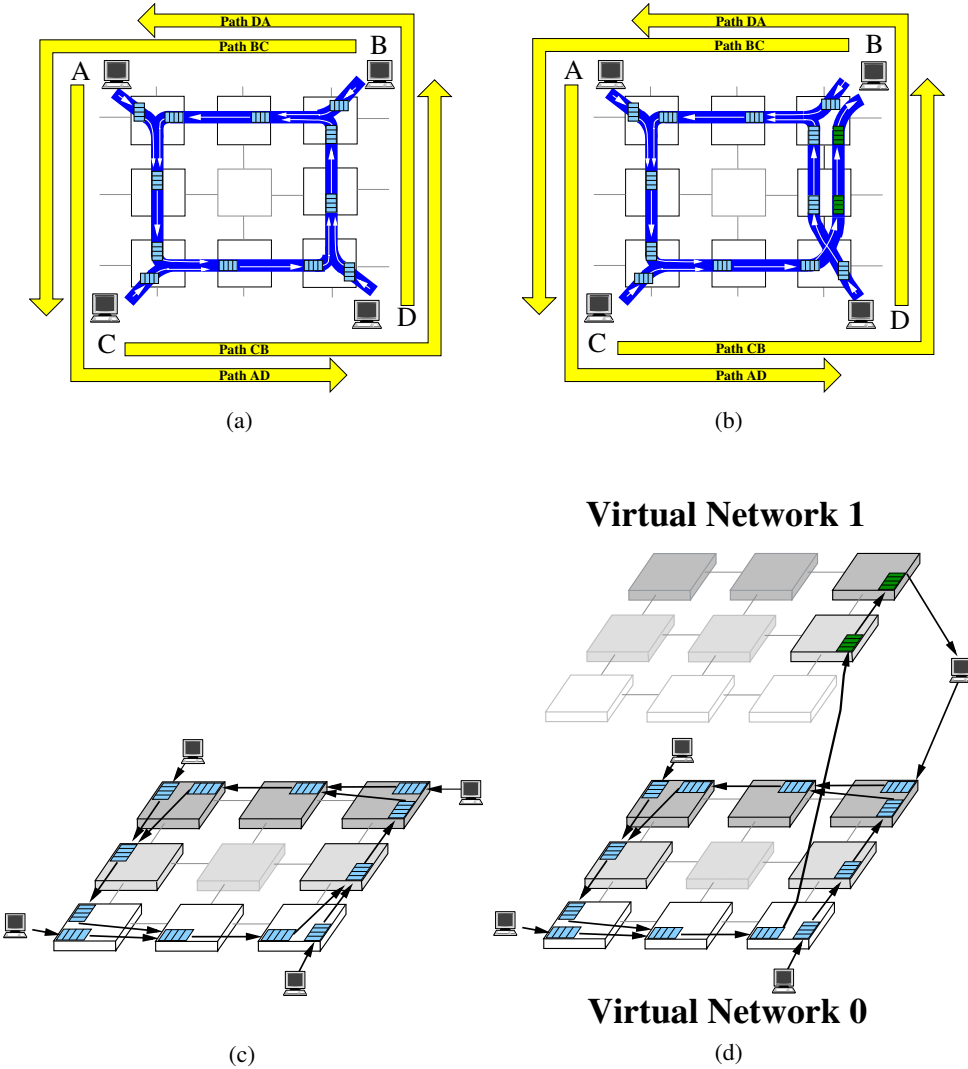 Path DA
Path BC
A
B
C
D
Path CB
Path AD
(a)
Path DA
Path BC
A
B
C
D
Path CB
Path AD
(b)
Virtual Network 1
Virtual Network 0
(c)
(d)